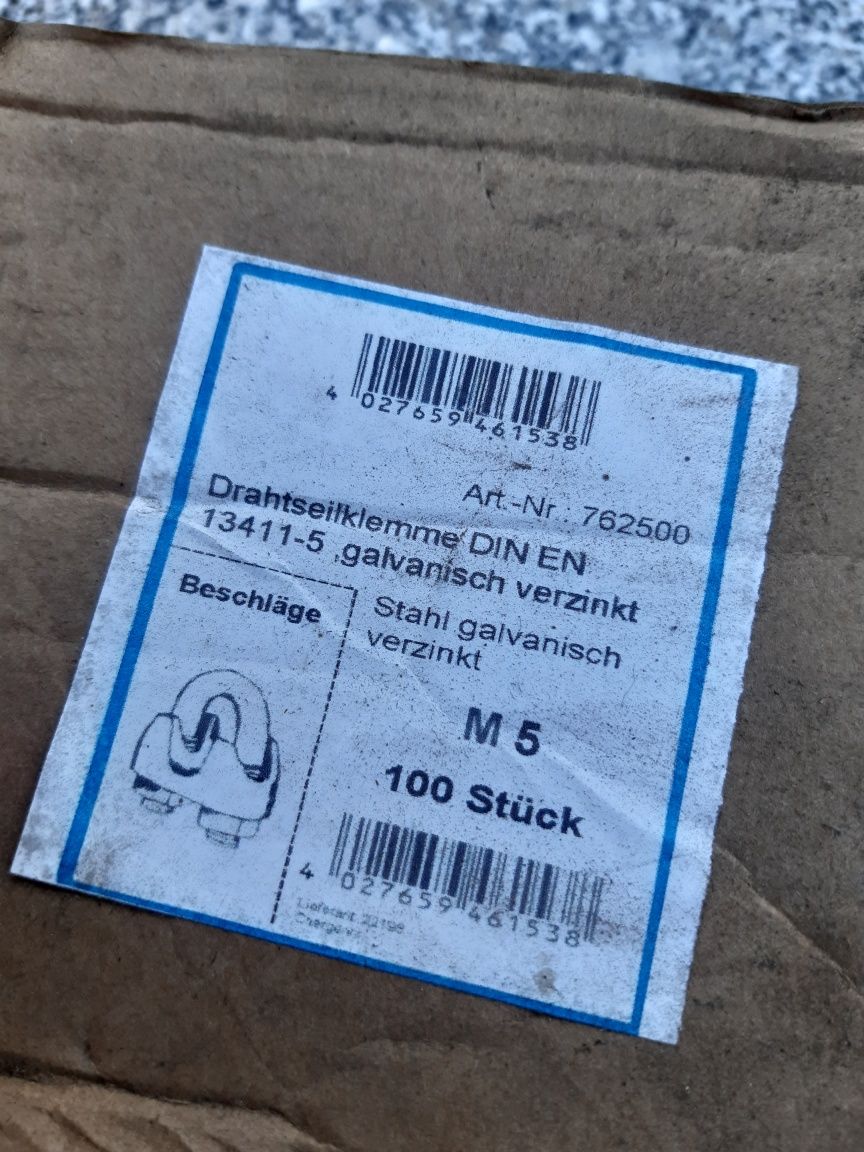 4 027659 461538
Art.-Nr.: 762500
Drahtseilklemme DIN EN
13411-5 ,galvanisch verzinkt
Beschläge
Stahl galvanisch
verzinkt
M 5
100 Stück
4 027659 461538
Lieferant